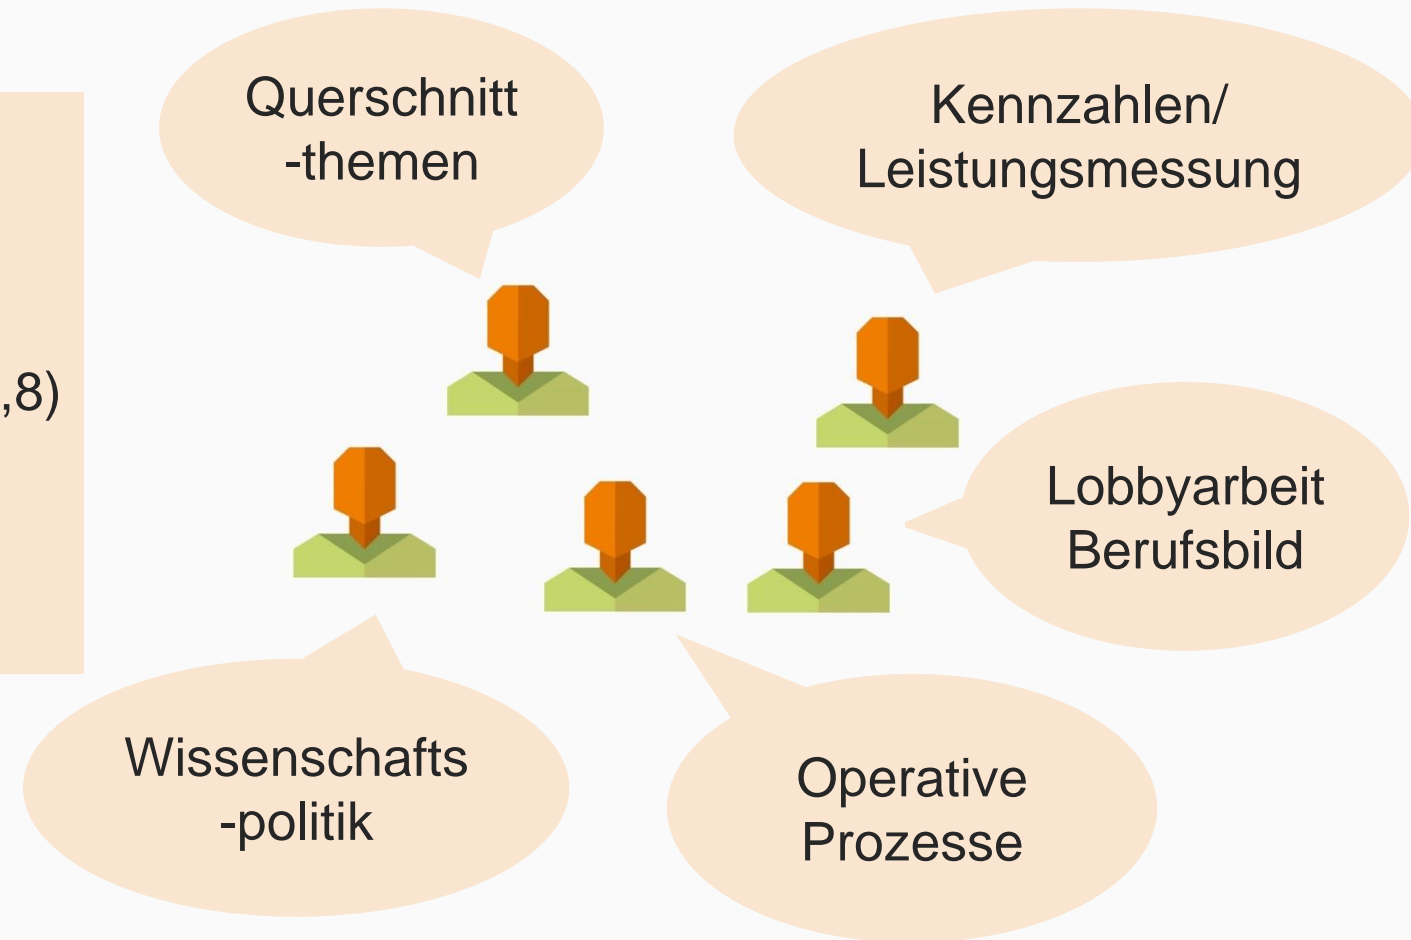 Querschnitt
-themen
Kennzahlen/
Leistungsmessung
,8)
Lobbyarbeit
Berufsbild
Wissenschafts
-politik
Operative
Prozesse